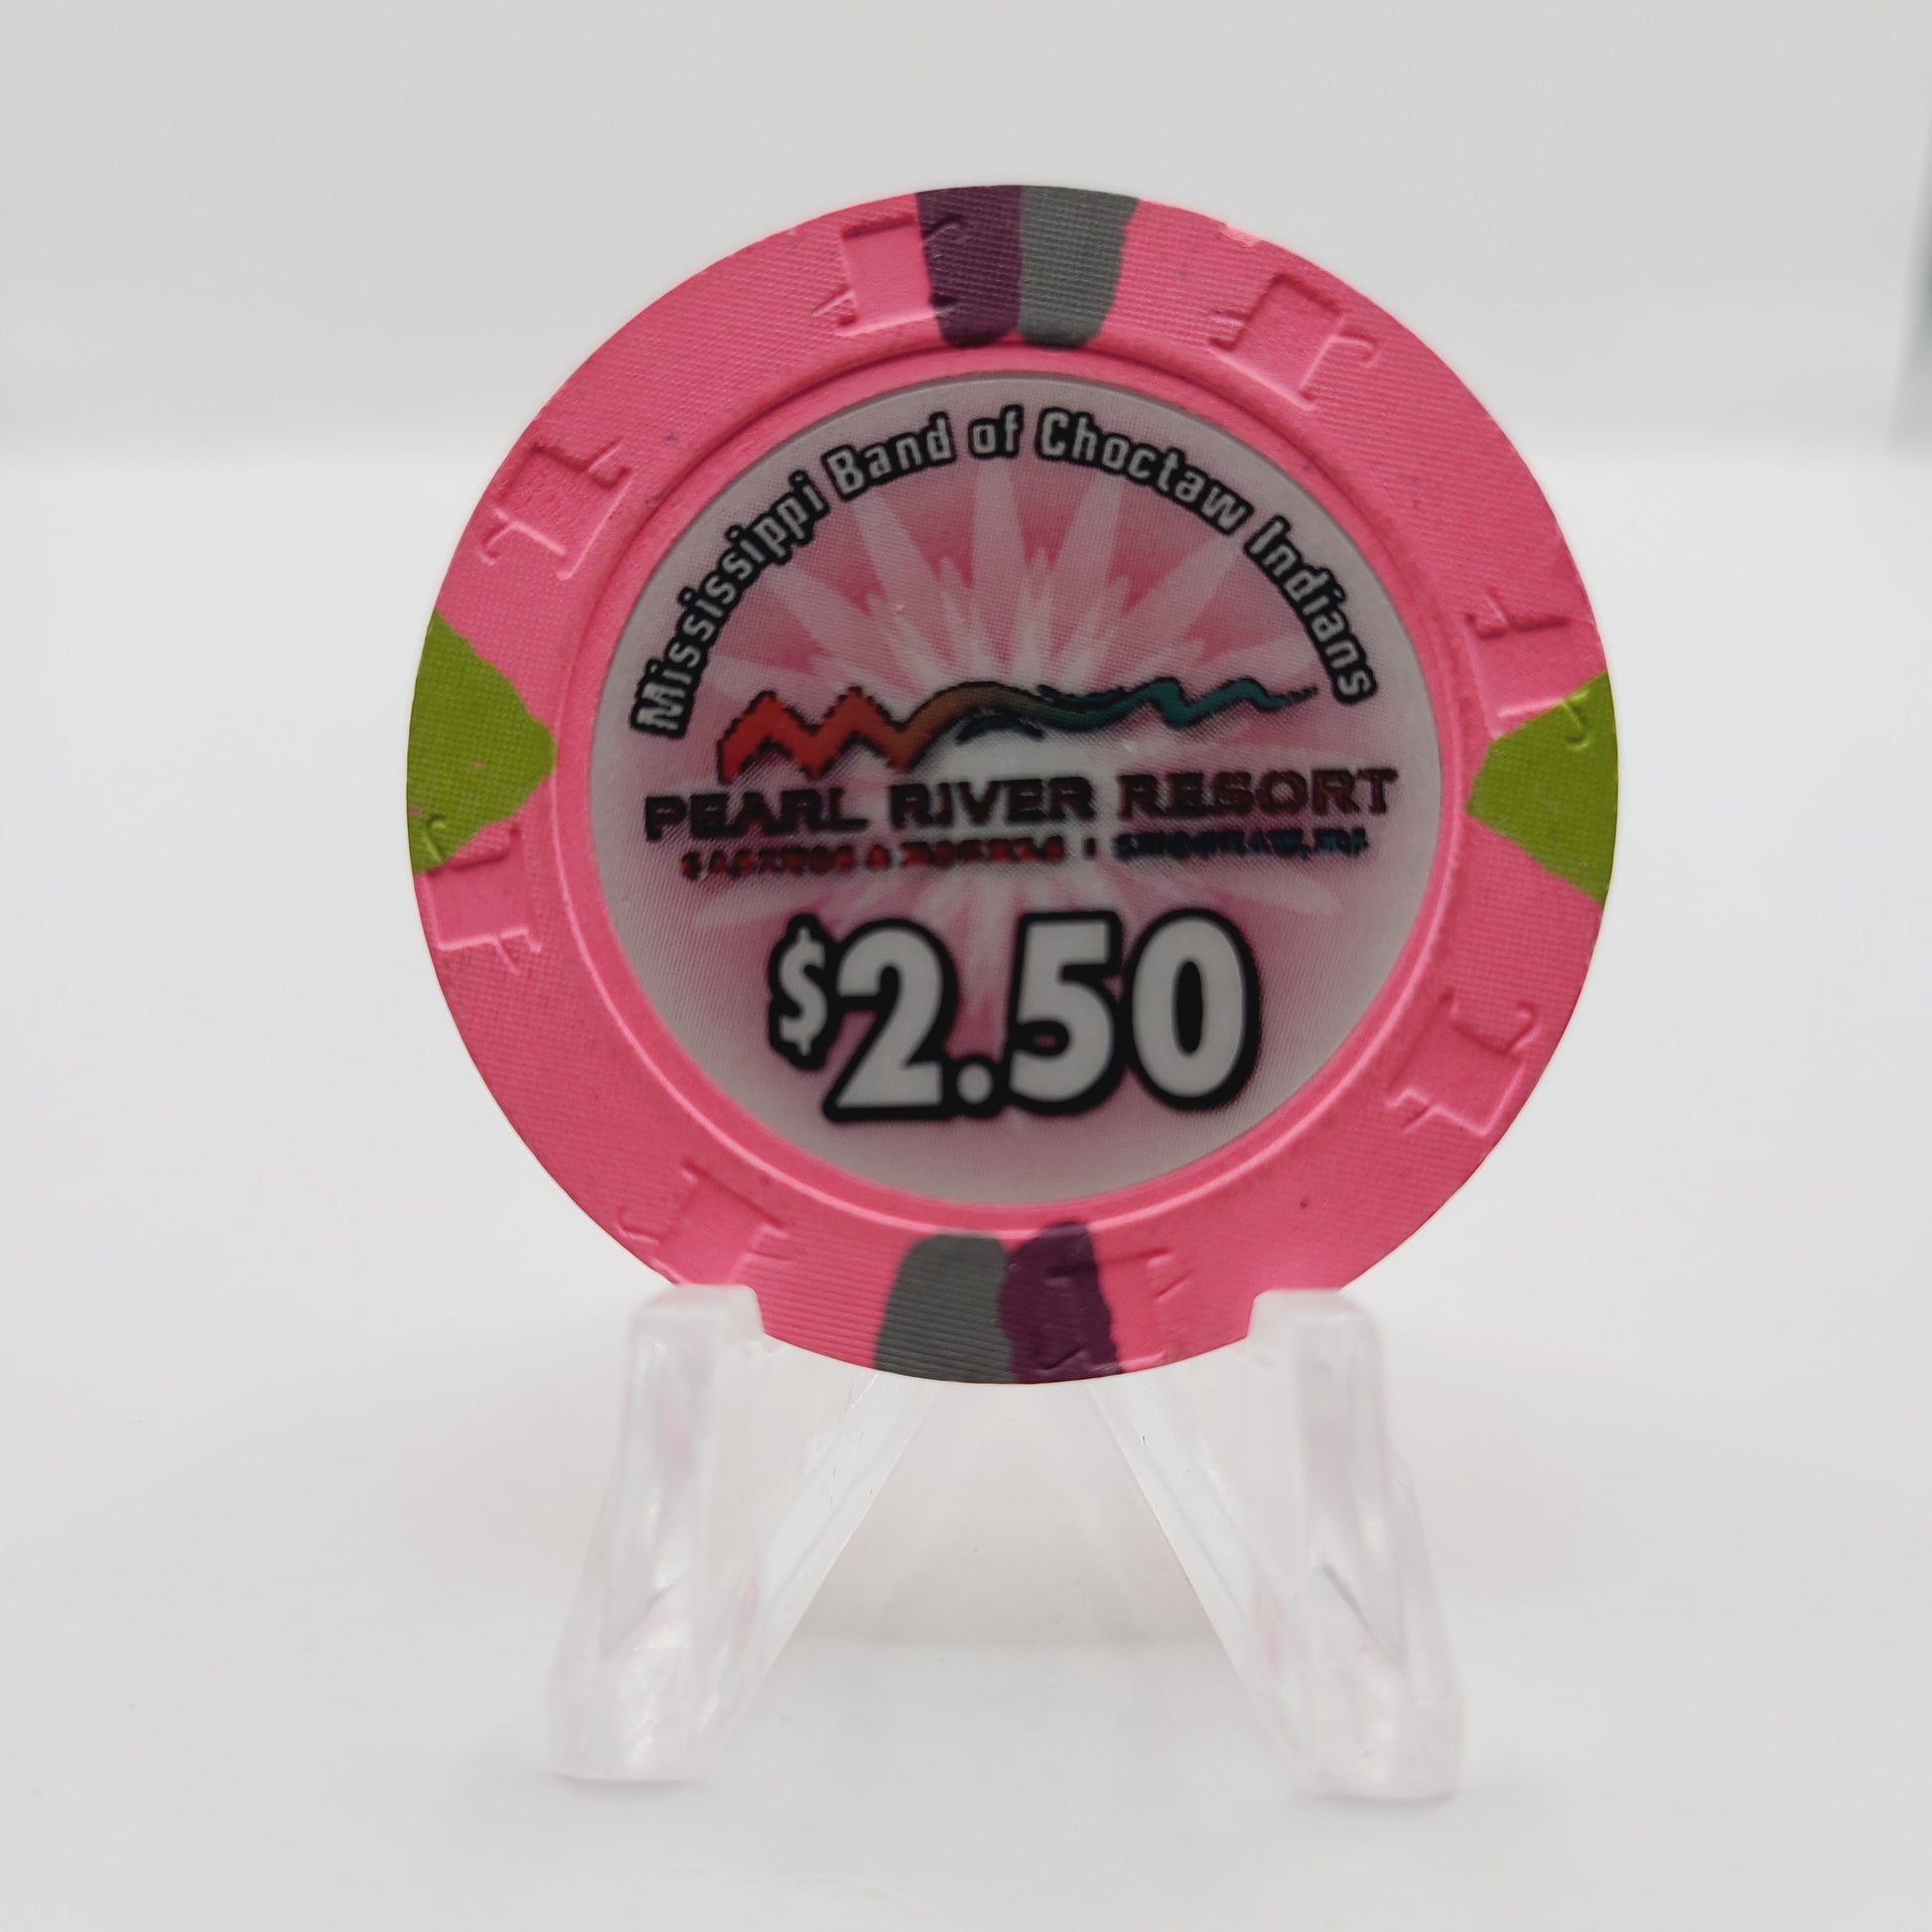 Mississippi Band of Choctaw Indians
PEARL RIVER RESORT
$2.50